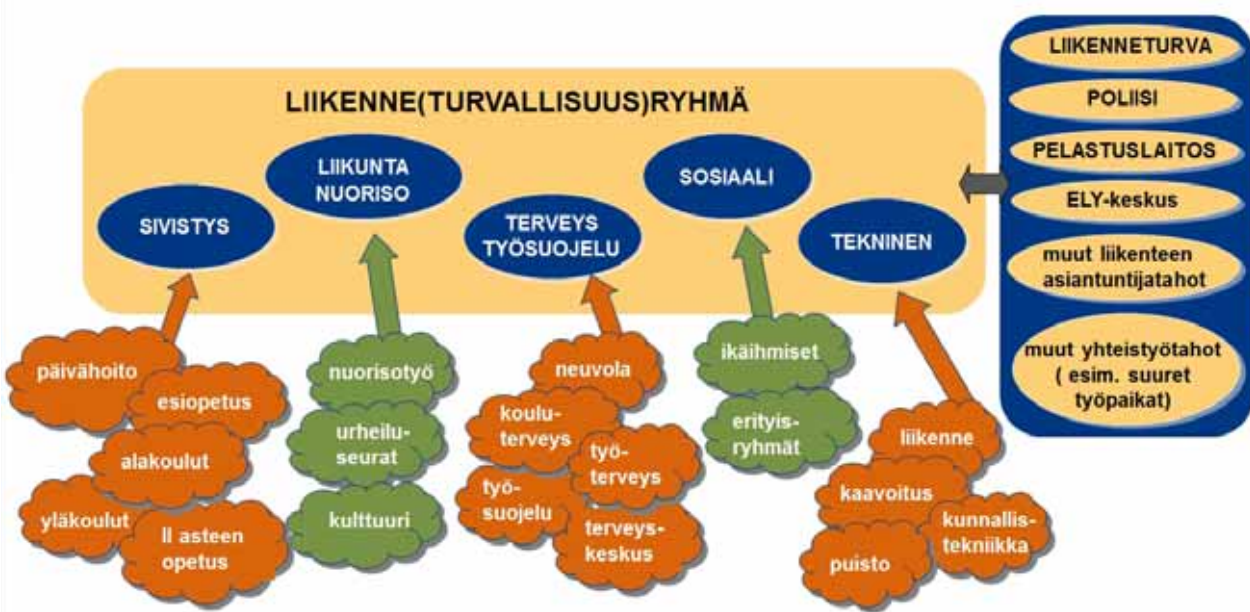 LIIKENNE(TURVALLISUUS)RYHMÄ
SIVISTYS
LIIKUNTA
NUORISO
TERVEYS
TYÖSUOJELU
SOSIAALI
TEKNINEN
päivähoito
esiopetus
alakoulut
yläkoulut
II asteen
opetus
nuorisotyö
urheilu-
seurat
kulttuuri
neuvola
koulu-
terveys
työ-
terveys
työ-
suojelu
terveys-
keskus
ikäihmiset
erityis-
ryhmät
liikenne
kaavoitus
kunnallis-
tekniikka
puisto
LIIKENNETURVA
POLIISI
PELASTUSLAITOS
ELY-keskus
muut liikenteen
asiantuntijatahot
muut yhteistyötahot
( esim. suuret
työpaikat)